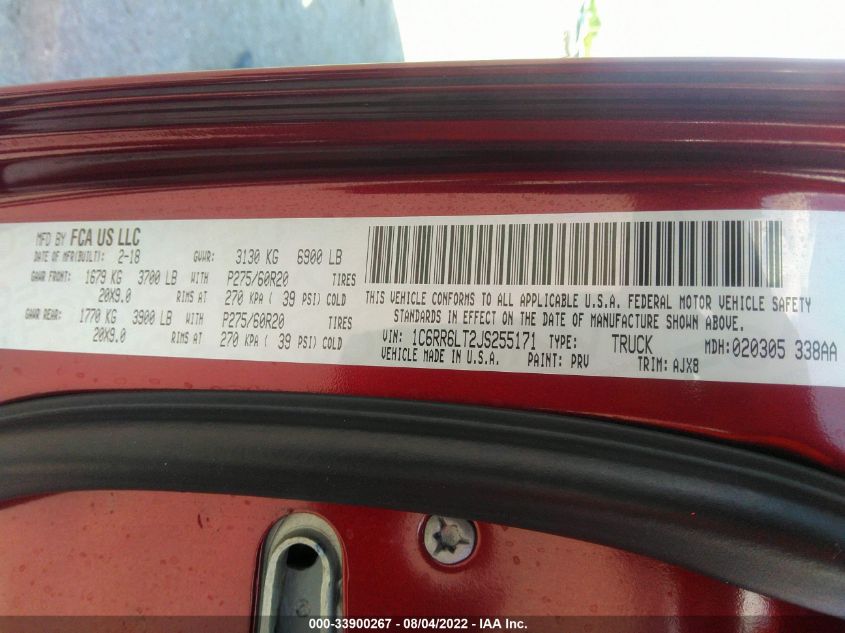 MFD BY FCA US LLC
DATE OF MFR(BUILT): 2-18 GVWR: 3130 KG 6900 LB
GAWR FRONT: 1679 KG 3700 LB WITH P275/60R20 TIRES
20X9.0 RIMS AT 270 KPA ( 39 PSI) COLD
GAWR REAR: 1770 KG 3900 LB WITH P275/60R20 TIRES
20X9.0 RIMS AT 270 KPA ( 39 PSI) COLD
THIS VEHICLE CONFORMS TO ALL APPLICABLE U.S.A. FEDERAL MOTOR VEHICLE SAFETY
STANDARDS IN EFFECT ON THE DATE OF MANUFACTURE SHOWN ABOVE.
VIN: 1C6RR6LT2JS255171 TYPE: TRUCK MDH: 020305 338AA
VEHICLE MADE IN U.S.A. PAINT: PRV TRIM: AJX8
000-33900267 - 08/04/2022 - IAAI.COM